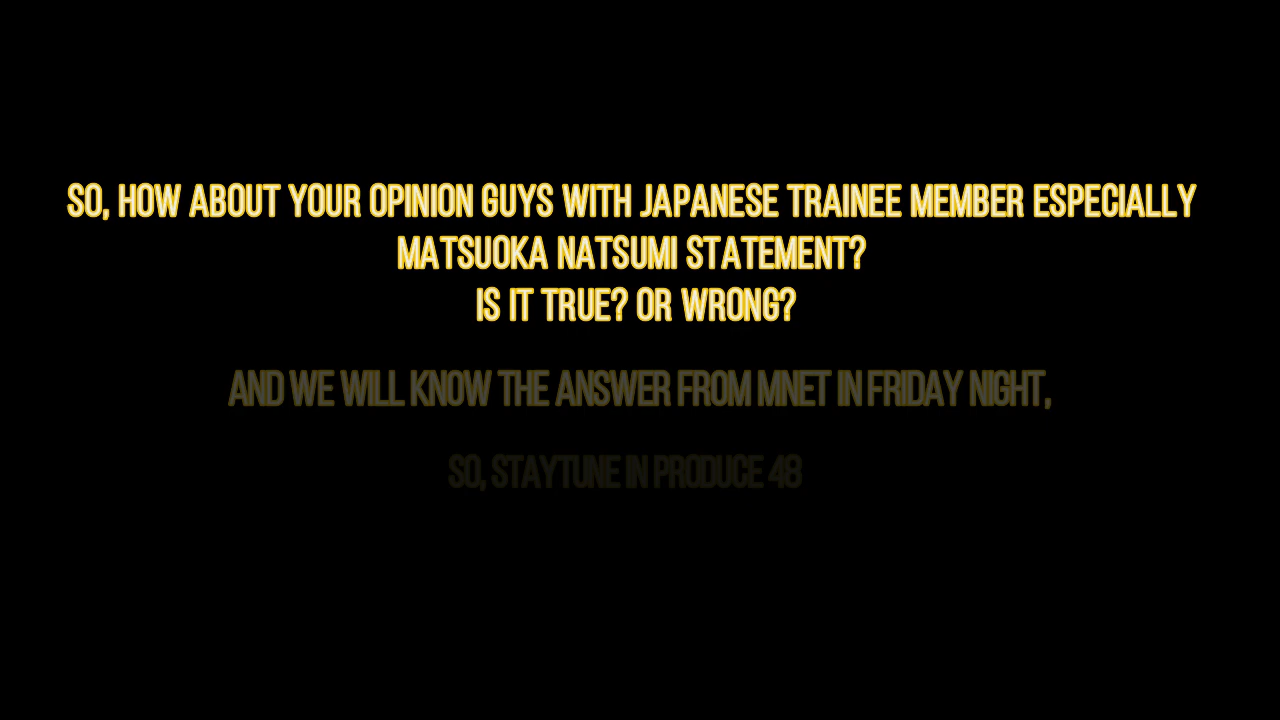 SO, HOW ABOUT YOUR OPINION GUYS WITH JAPANESE TRAINEE MEMBER ESPECIALLY
MATSUOKA NATSUMI STATEMENT?
IS IT TRUE? OR WRONG?
AND WE WILL KNOW THE ANSWER FROM MNET IN FRIDAY NIGHT,
SO, STAYTUNE IN PRODUCE 48